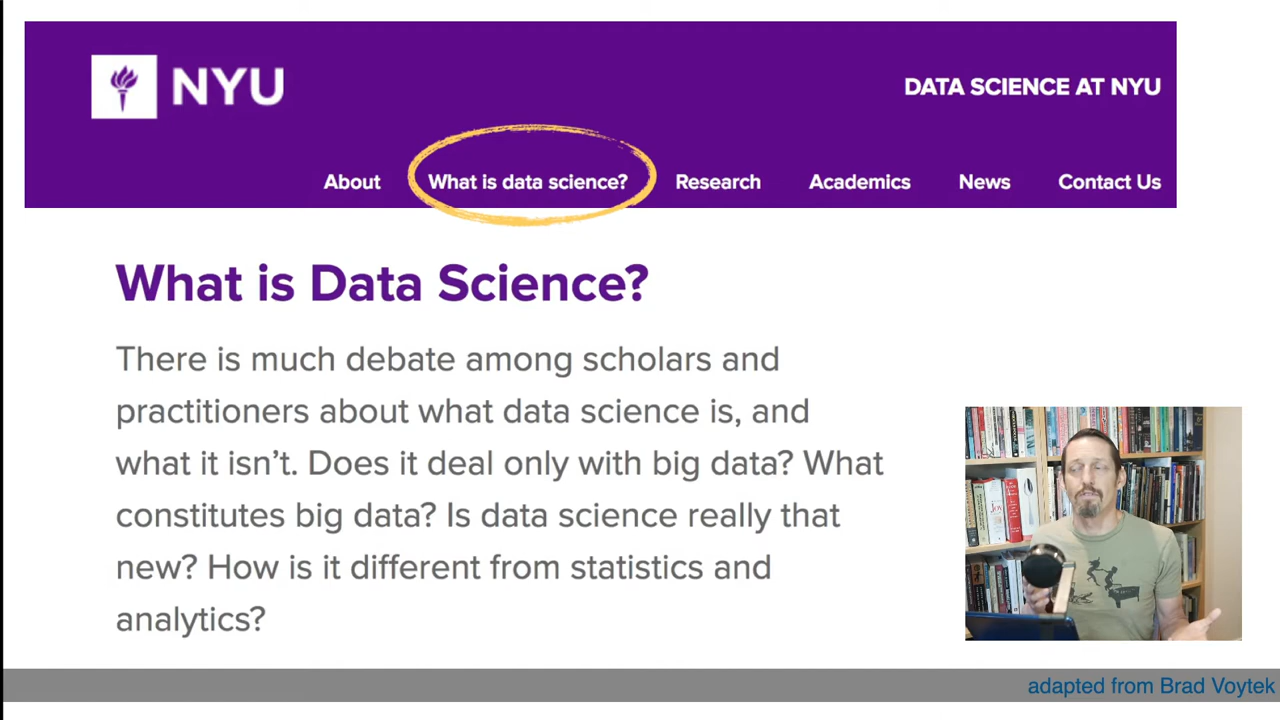 NYU
DATA SCIENCE AT NYU
About What is data science? Research Academics News Contact Us
What is Data Science?
There is much debate among scholars and
practitioners about what data science is, and
what it isn't. Does it deal only with big data? What
constitutes big data? Is data science really that
new? How is it different from statistics and
analytics?
adapted from Brad Voytek